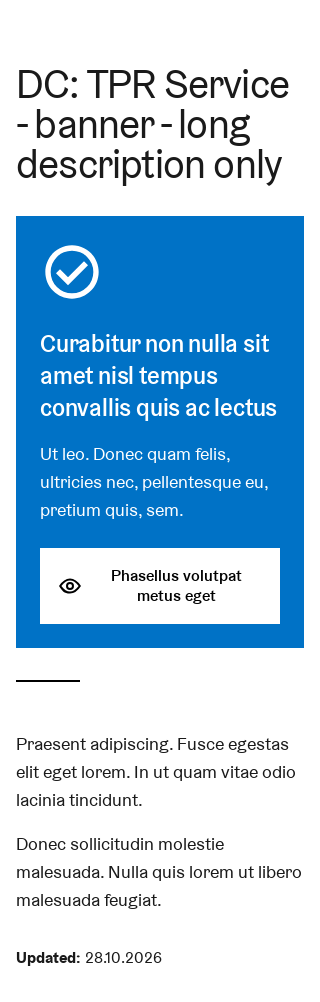 DC: TPR Service
- banner - long
description only
Curabitur non nulla sit
amet nisl tempus
convallis quis ac lectus
Ut leo. Donec quam felis,
ultricies nec, pellentesque eu,
pretium quis, sem.
Phasellus volutpat
metus eget
Praesent adipiscing. Fusce egestas
elit eget lorem. In ut quam vitae odio
lacinia tincidunt.
Donec sollicitudin molestie
malesuada. Nulla quis lorem ut libero
malesuada feugiat.
Updated: 28.10.2026